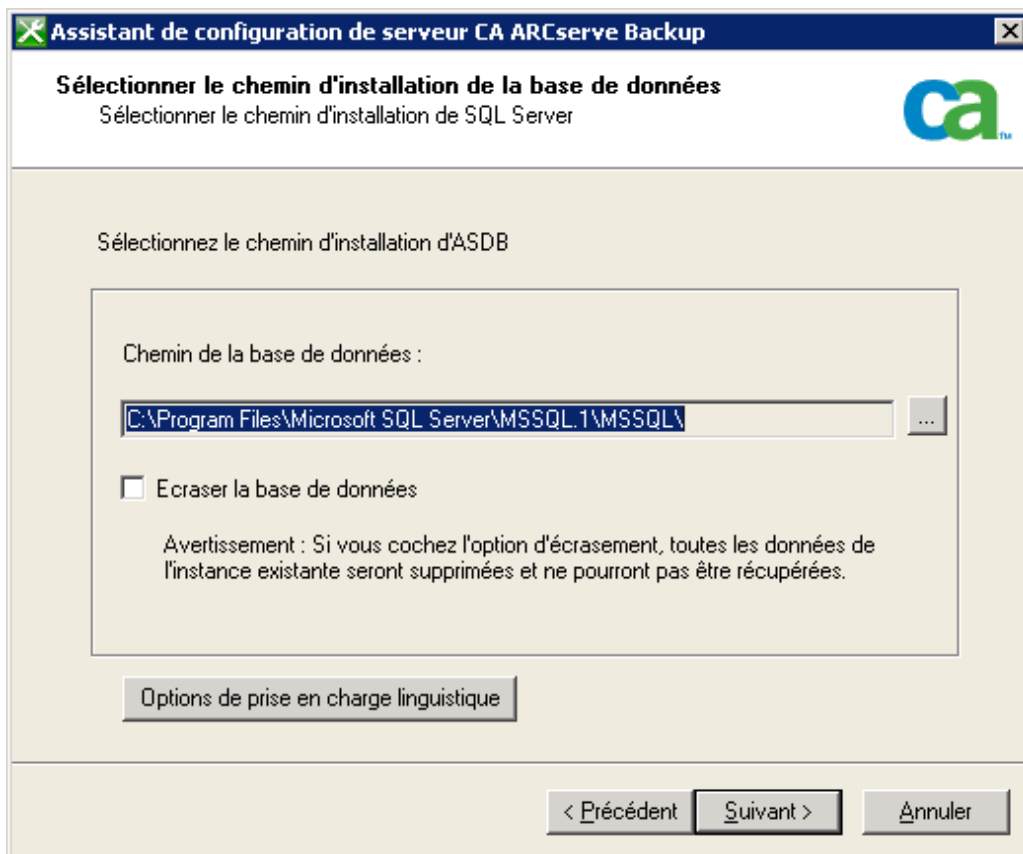 Assistant de configuration de serveur CA ARCserve Backup
Sélectionner le chemin d'installation de la base de données
Sélectionner le chemin d'installation de SQL Server
ca™
Sélectionnez le chemin d'installation d'ASDB
Chemin de la base de données :
C:\Program Files\Microsoft SQL Server\MSSQL.1\MSSQL\
...
Ecraser la base de données
Avertissement : Si vous cochez l'option d'écrasement, toutes les données de
l'instance existante seront supprimées et ne pourront pas être récupérées.
Options de prise en charge linguistique
< Précédent
Suivant >
Annuler